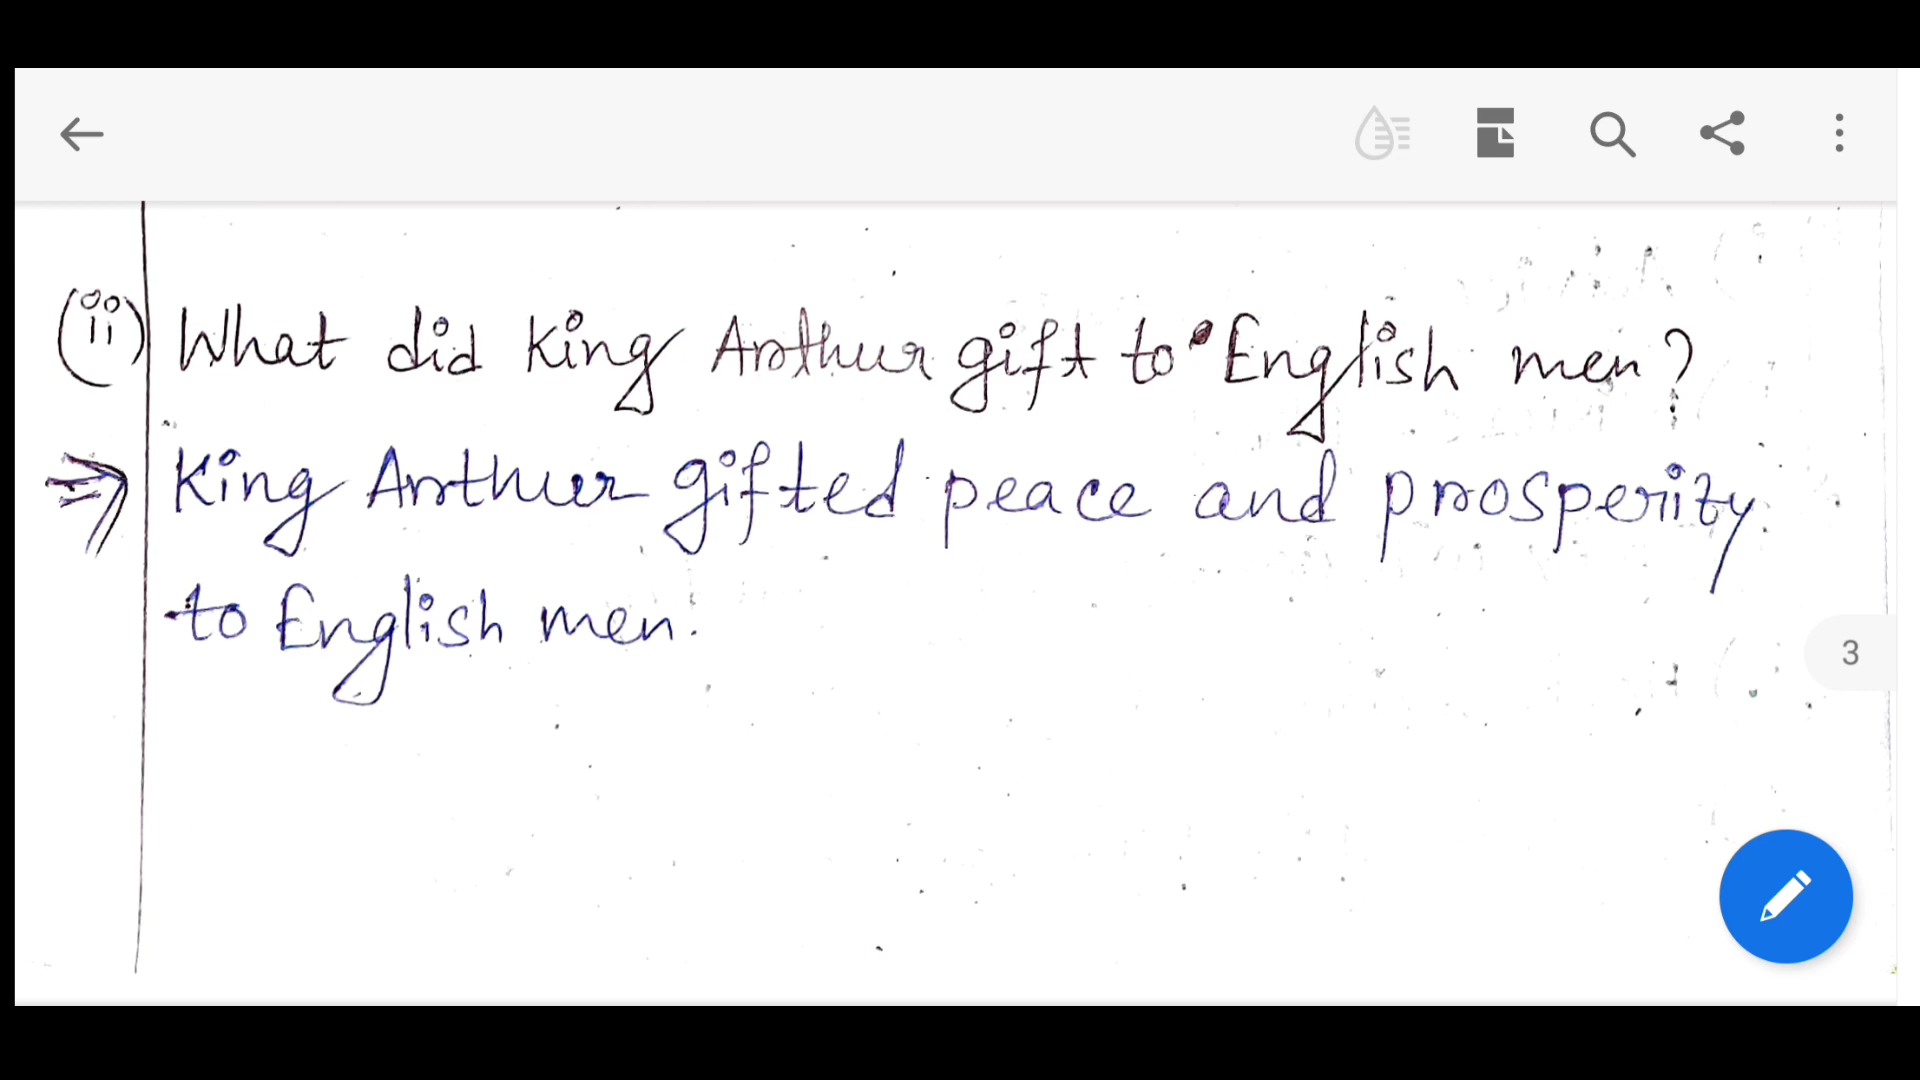 (ii) What did King Arthur gift to English men?
⇒ King Arthur gifted peace and prosperity
to English men.
3